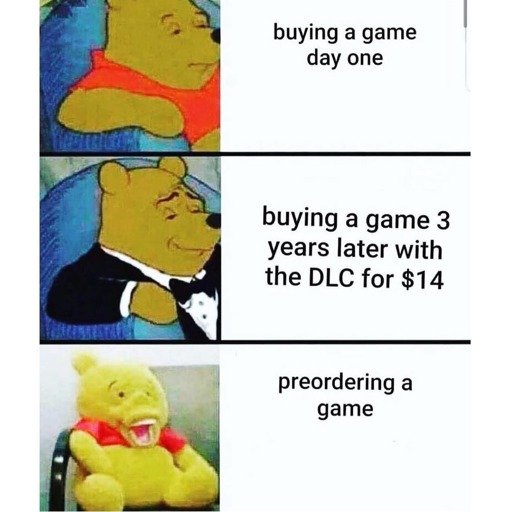 buying a game
day one
buying a game 3
years later with
the DLC for $14
preordering a
game